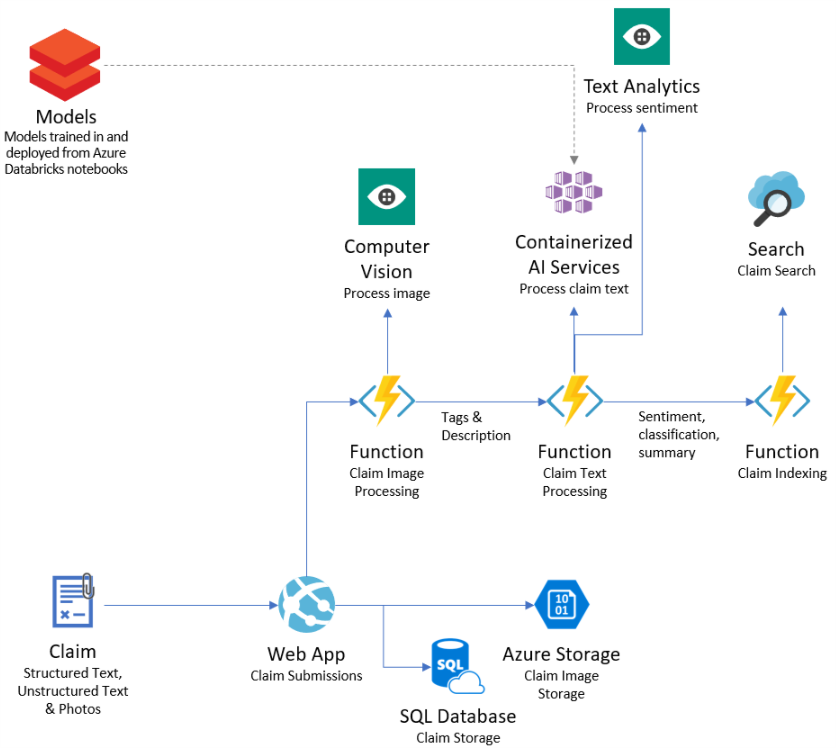 Models
Models trained in and
deployed from Azure
Databricks notebooks
Text Analytics
Process sentiment
Computer
Vision
Process image
Containerized
AI Services
Process claim text
Search
Claim Search
Tags &
Description
Sentiment,
classification,
summary
Function
Claim Image
Processing
Function
Claim Text
Processing
Function
Claim Indexing
Claim
Structured Text,
Unstructured Text
& Photos
Web App
Claim Submissions
10
01
Azure Storage
Claim Image
Storage
SQL
SQL Database
Claim Storage